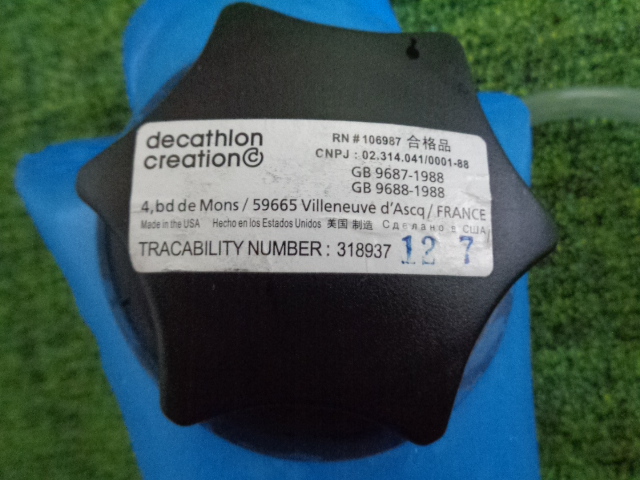 decathlon
creation
RN # 106987 合格品
CNPJ : 02.314.041/0001-88
GB 9687-1988
GB 9688-1988
4,bd de Mons / 59665 Villeneuve d'Ascq / FRANCE
Made in the USA Hecho en los Estados Unidos 美国 制造 Сделано в США
TRACABILITY NUMBER : 318937 12 7